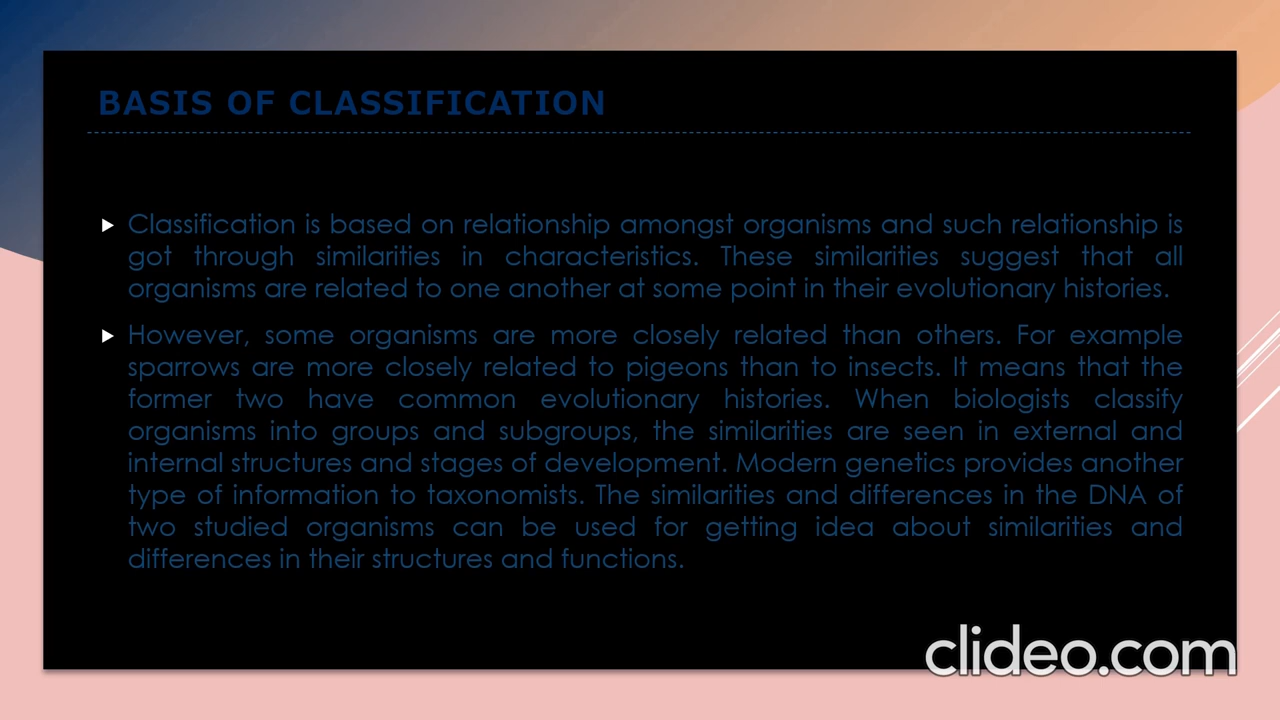 BASIS OF CLASSIFICATION
Classification is based on relationship amongst organisms and such relationship is
got through similarities in characteristics. These similarities suggest that all
organisms are related to one another at some point in their evolutionary histories.
However, some organisms are more closely related than others. For example
sparrows are more closely related to pigeons than to insects. It means that the
former two have common evolutionary histories. When biologists classify
organisms into groups and subgroups, the similarities are seen in external and
internal structures and stages of development. Modern genetics provides another
type of information to taxonomists. The similarities and differences in the DNA of
two studied organisms can be used for getting idea about similarities and
differences in their structures and functions.
clideo.com